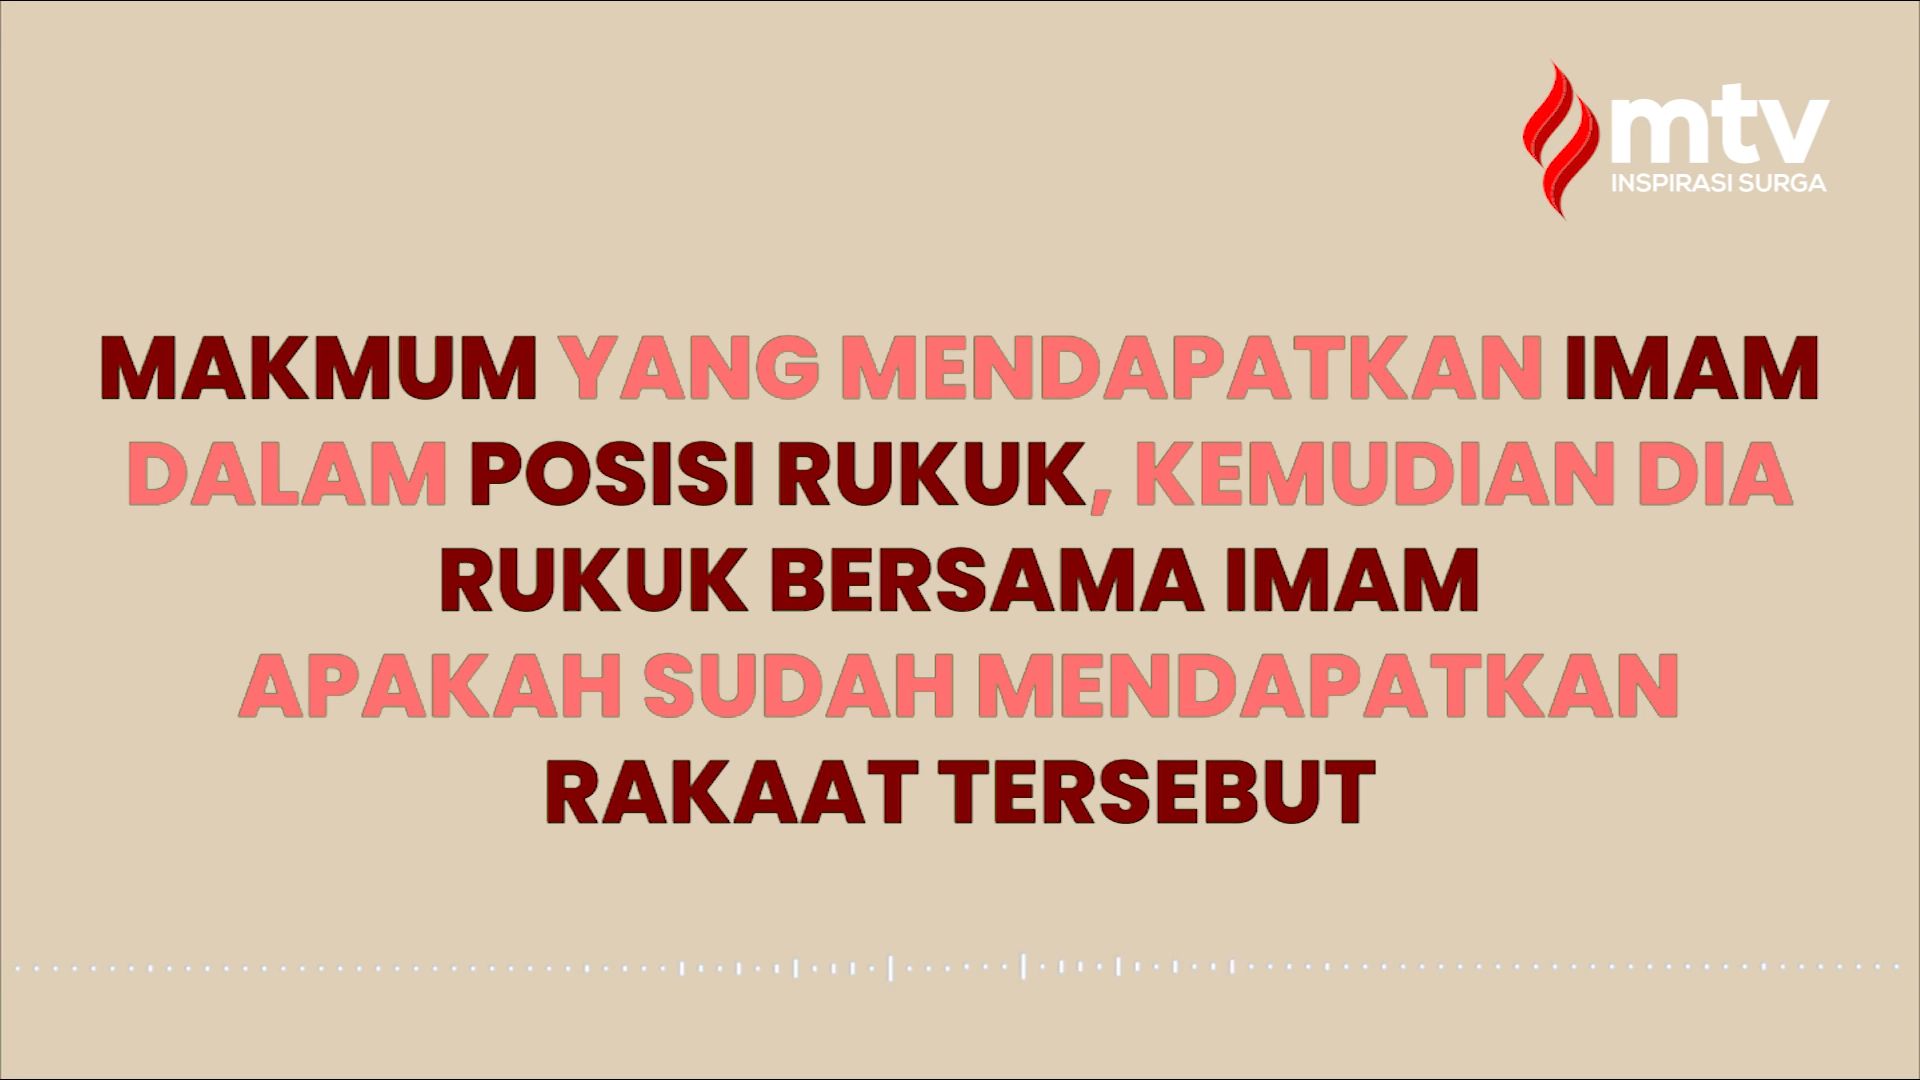 mtv
INSPIRASI SURGA
MAKMUM YANG MENDAPATKAN IMAM
DALAM POSISI RUKUK, KEMUDIAN DIA
RUKUK BERSAMA IMAM
APAKAH SUDAH MENDAPATKAN
RAKAAT TERSEBUT